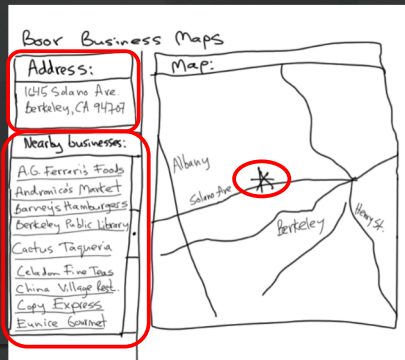 Boor Business Maps
Address:
1645 Solano Ave.
Berkeley, CA 94707
Nearby businesses:
A.G. Ferrari's Foods
Andronico's Market
Barney's Hamburgers
Berkeley Public Library
Cactus Taqueria
Celadon Fine Teas
China Village Rest.
Copy Express
Eunice Gourmet
Map:
Albany
Solano Ave
Berkeley
Henry St.